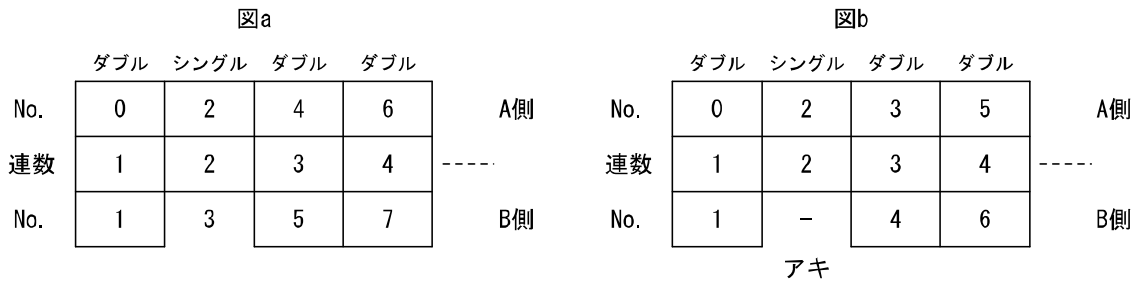 図a
ダブル シングル ダブル ダブル
No. 0 2 4 6 A側
連数 1 2 3 4 -----
No. 1 3 5 7 B側
図b
ダブル シングル ダブル ダブル
No. 0 2 3 5 A側
連数 1 2 3 4 -----
No. 1 − 4 6 B側
アキ